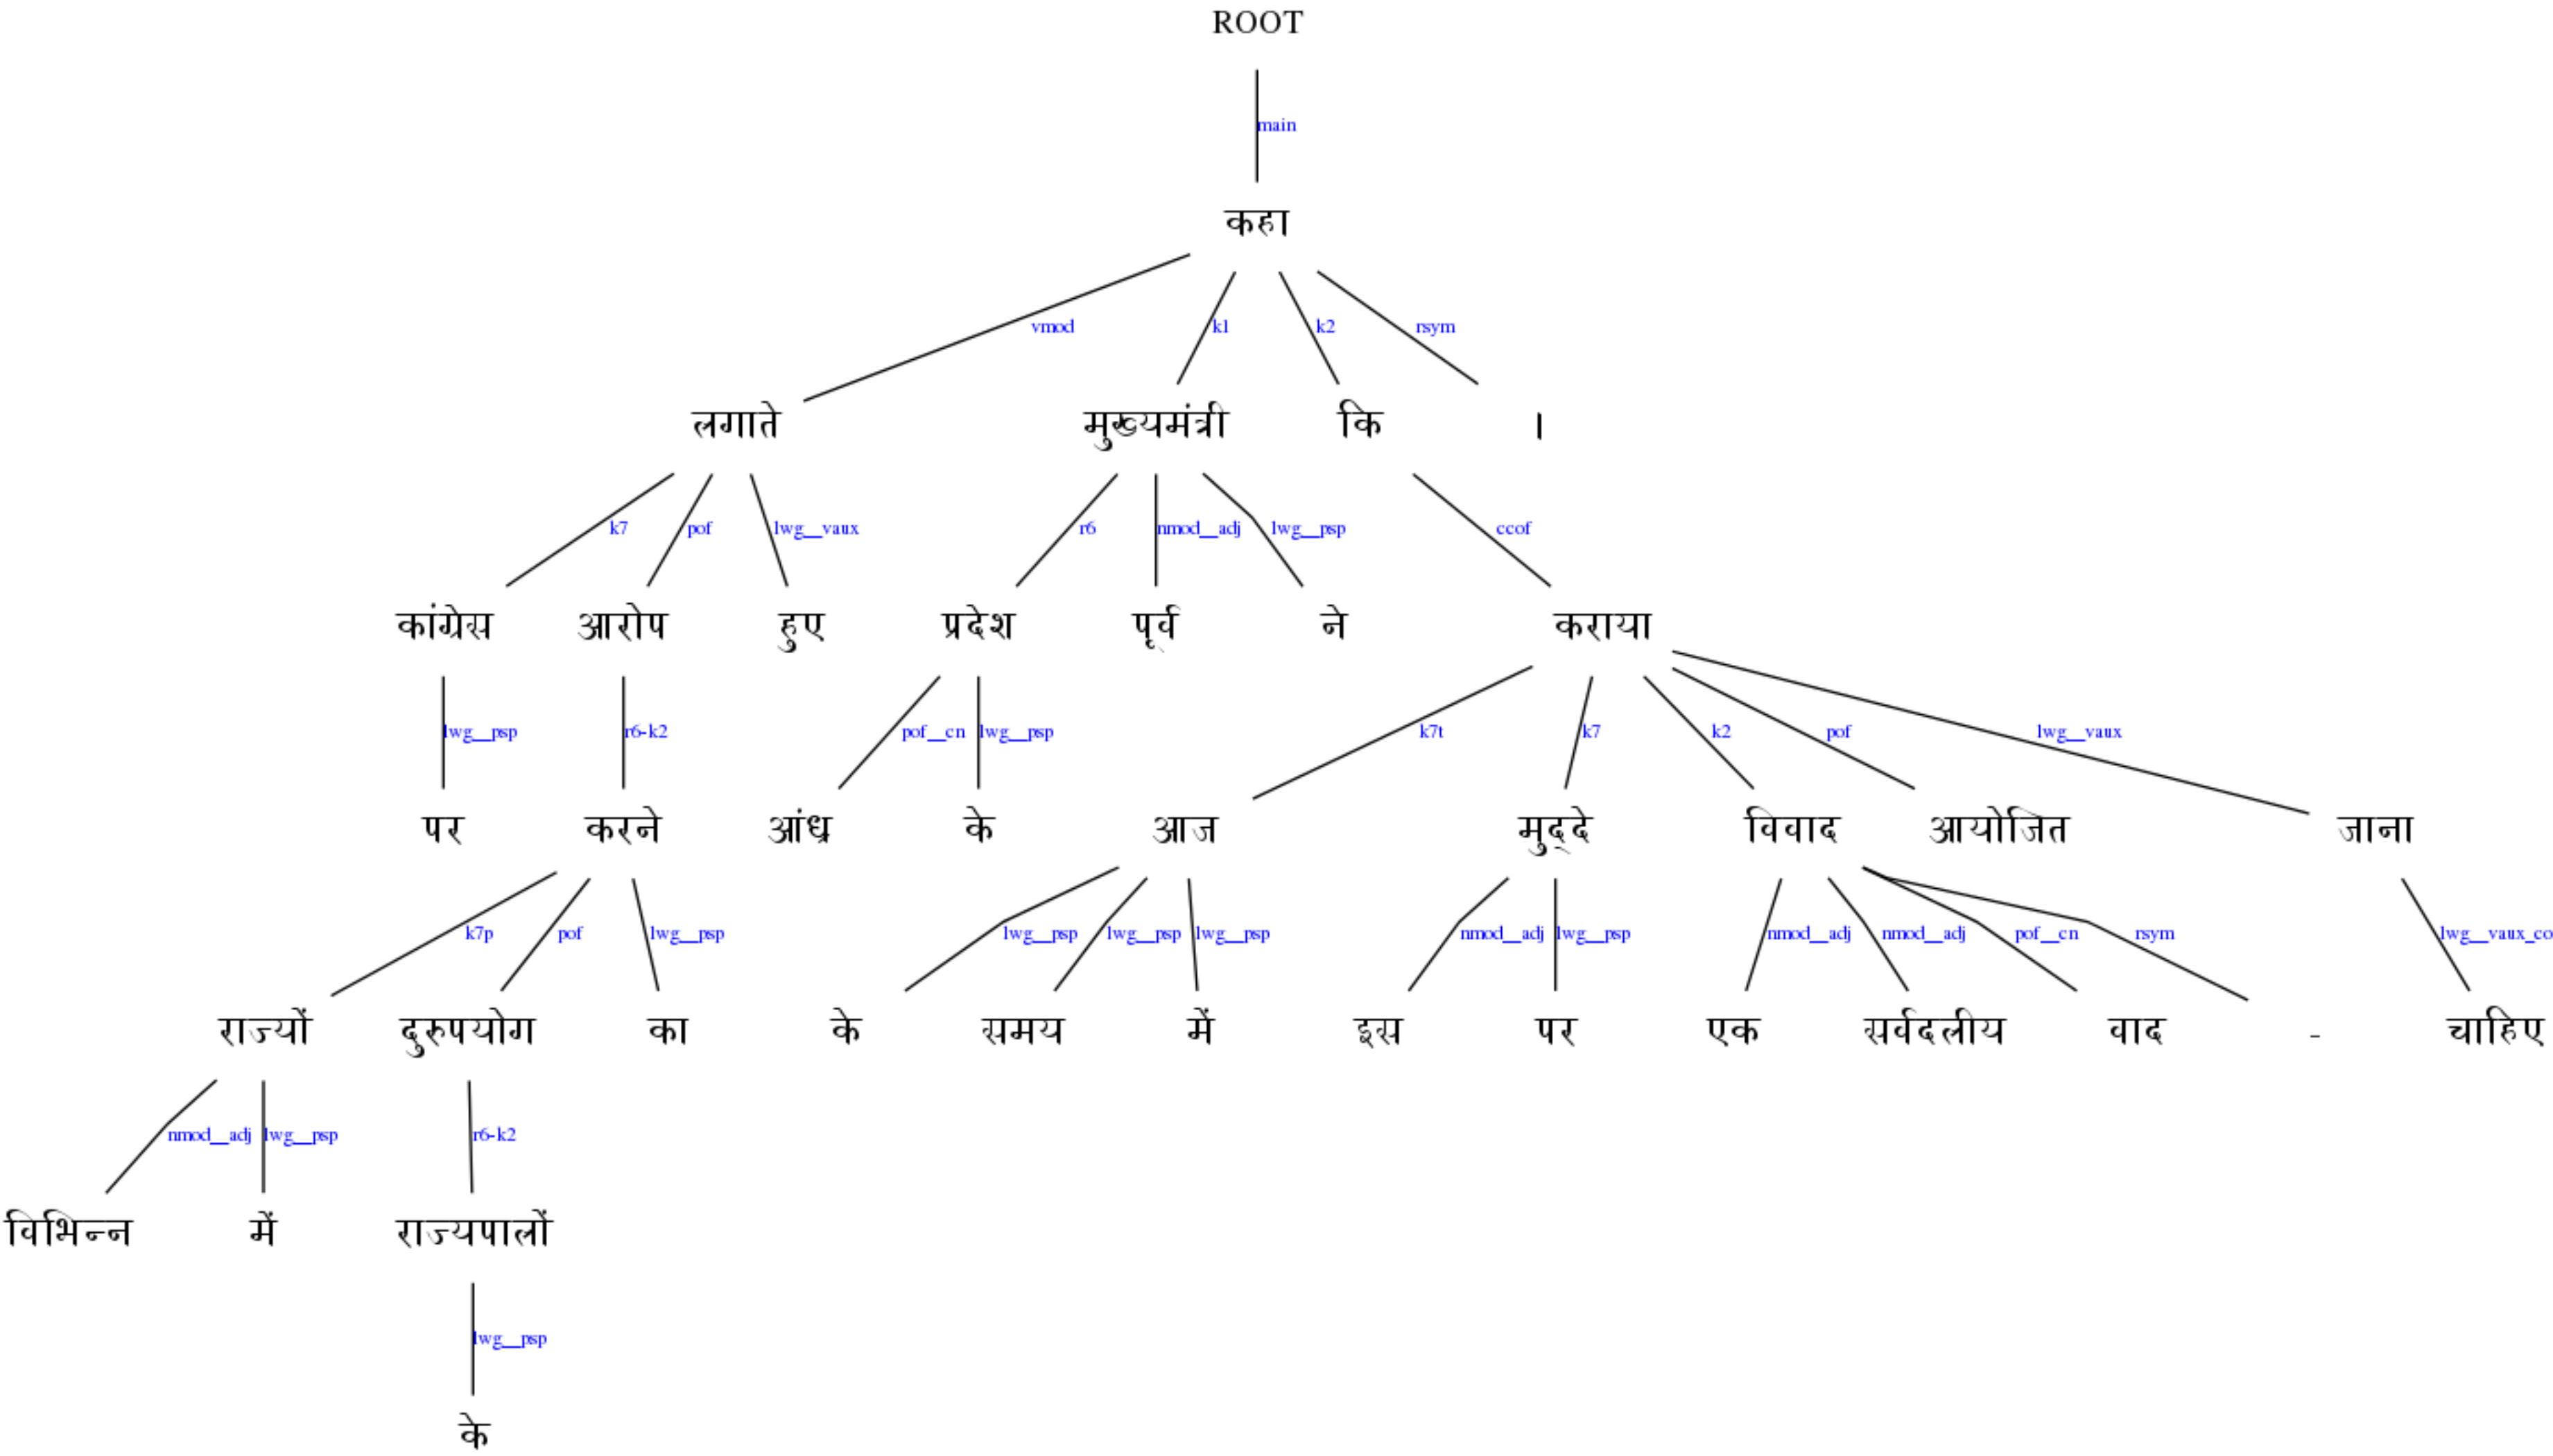 ROOT
main
कहा
vmod k1 k2 rsym
लगाते मुख्यमंत्री कि ।
k7 pof lwg__vaux r6 nmod__adj lwg__psp ccof
कांग्रेस आरोप हुए प्रदेश पूर्व ने कराया
lwg__psp r6-k2 pof__cn lwg__psp k7t k7 k2 pof lwg__vaux
पर करने आंध्र के आज मुद्दे विवाद आयोजित जाना
k7p pof lwg__psp lwg__psp lwg__psp lwg__psp nmod__adj lwg__psp nmod__adj nmod__adj pof__cn rsym lwg__vaux_co
राज्यों दुरुपयोग का के समय में इस पर एक सर्वदलीय वाद - चाहिए
nmod__adj lwg__psp r6-k2
विभिन्न में राज्यपालों
lwg__psp
के